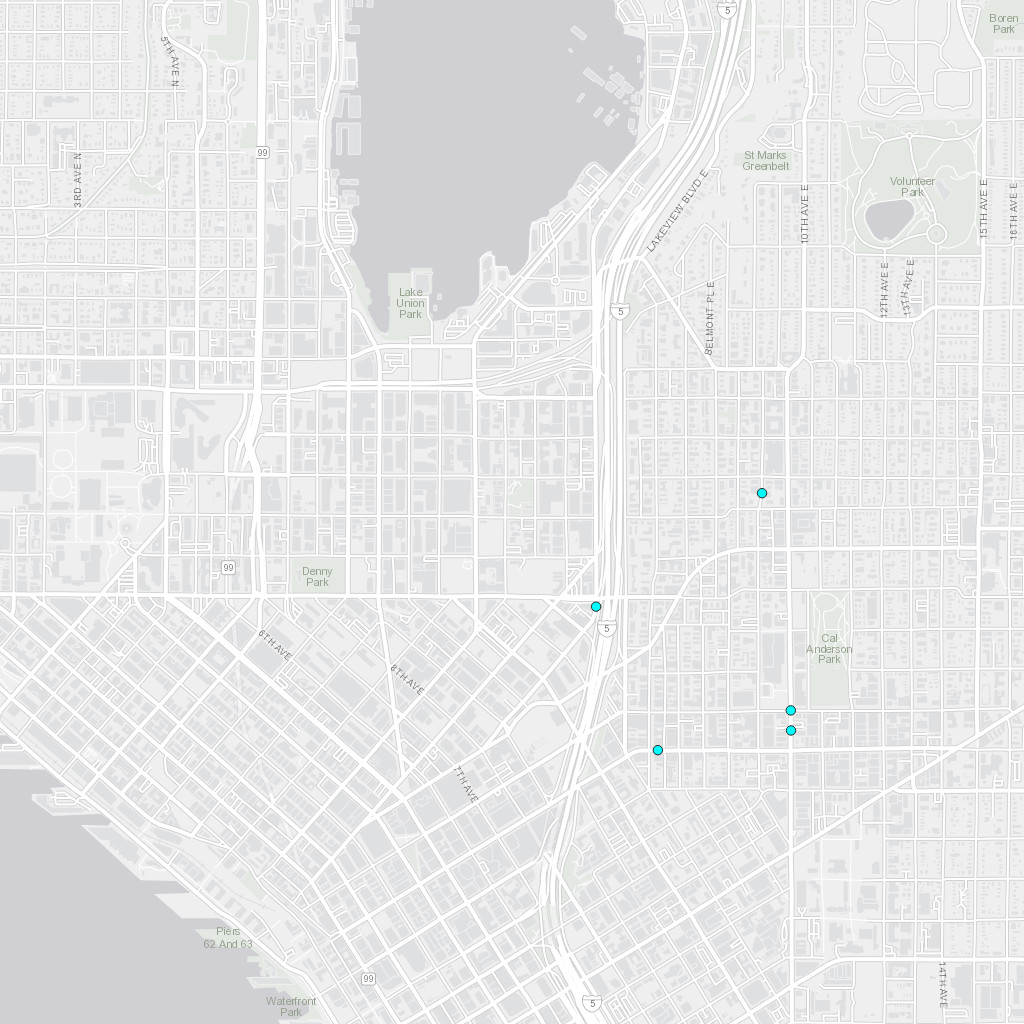 5
Boren
Park
5TH AVE N
99
St Marks
Greenbelt
3RD AVE N
Volunteer
Park
LAKEVIEW BLVD E
10TH AVE E
15TH AVE E
16TH AVE E
Lake
Union
Park
12TH AVE E
13TH AVE E
BELMONT PL E
5
99
Denny
Park
5
6TH AVE
Cal
Anderson
Park
8TH AVE
7TH AVE
Piers
62 And 63
99
14TH AVE
Waterfront
Park
5